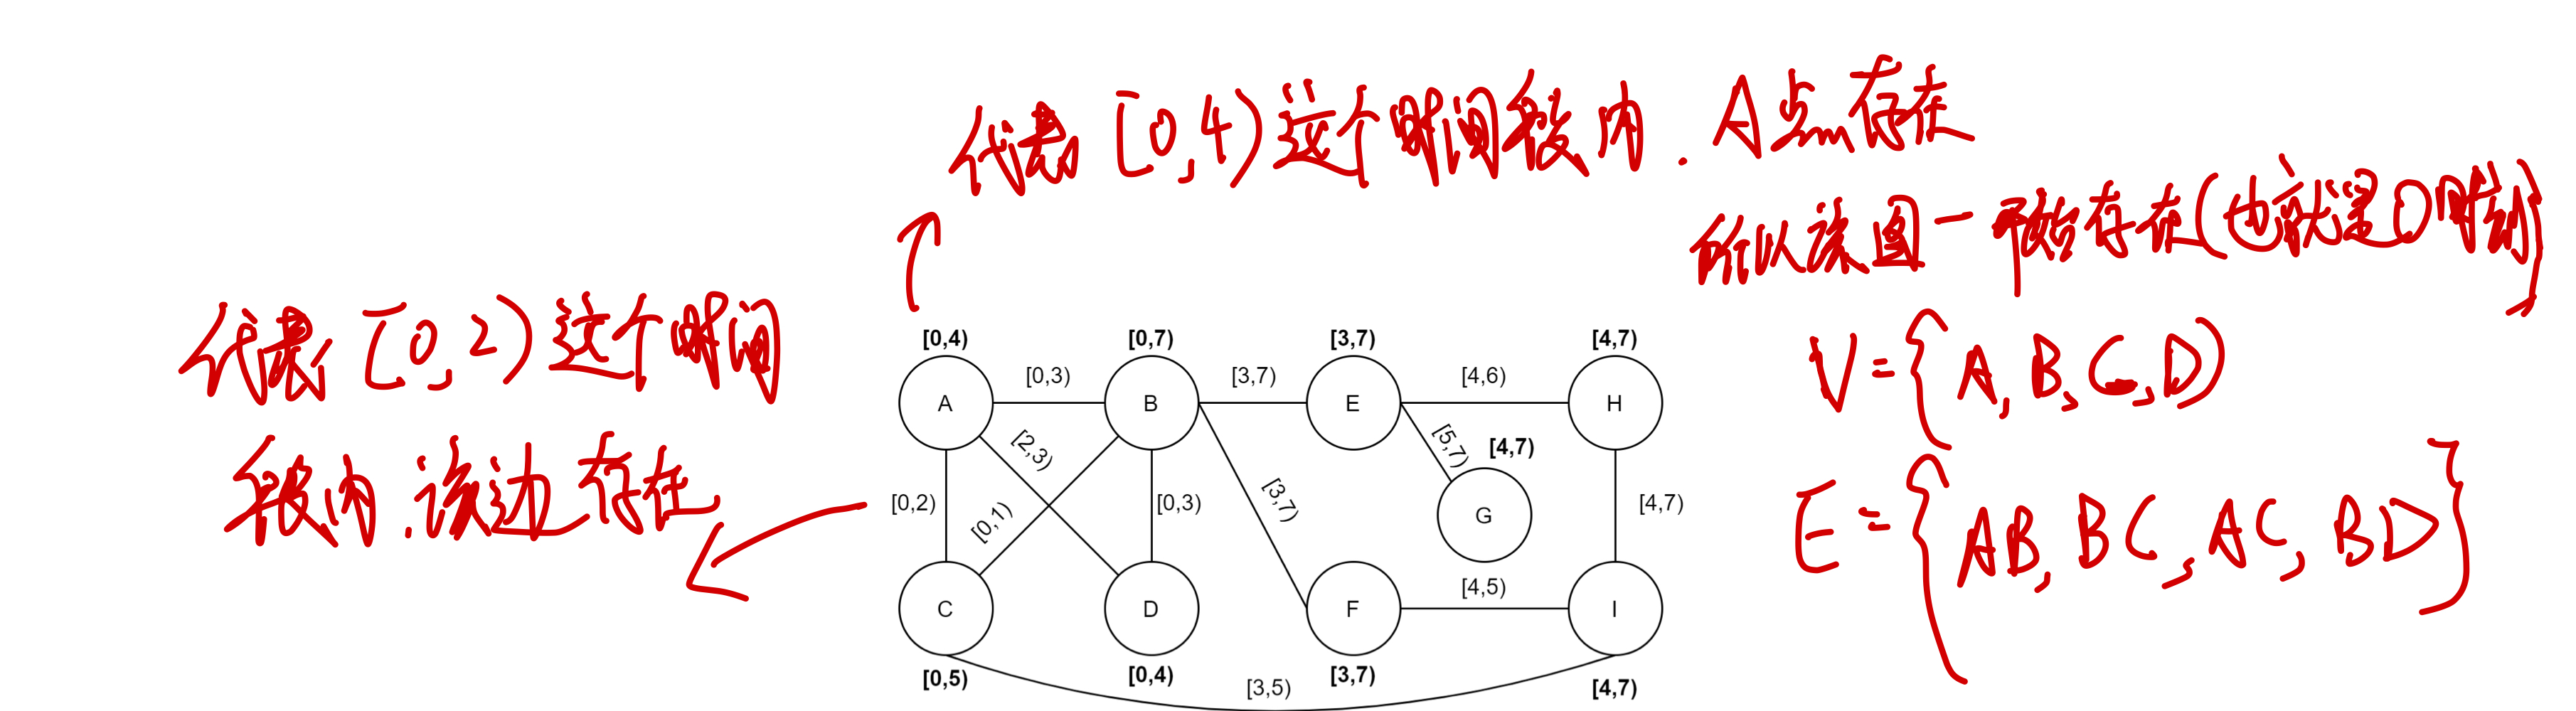 代表[0,4)这个时间段内.A点存在
所以该图一开始存在(也就是0时刻)
代表[0,2)这个时间
段内.该边存在
V={A,B,C,D}
E={AB,BC,AC,BD}
[0,4) [0,7) [3,7) [4,7)
[0,3) [3,7) [4,6)
A B E H
[2,3) [5,7) [4,7)
[0,2) [0,1) [0,3) [3,7) G [4,7)
[4,5)
C D F I
[0,5) [0,4) [3,7) [4,7)
[3,5)